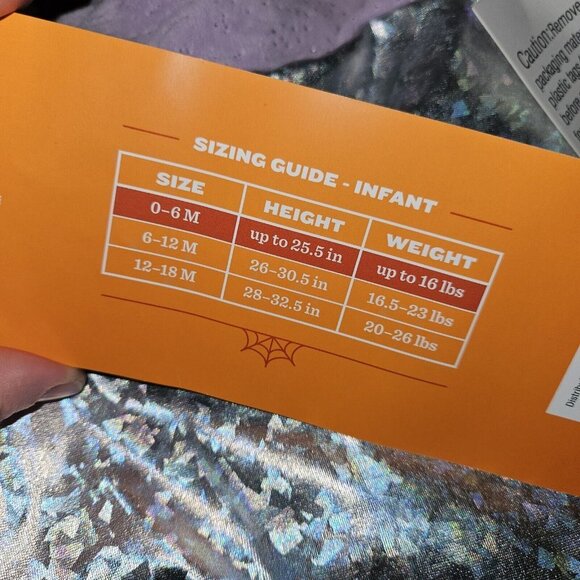 Caution:Remove
packaging mate
plastic tags
before
SIZING GUIDE - INFANT
SIZE HEIGHT WEIGHT
0–6 M up to 25.5 in up to 16 lbs
6–12 M 26–30.5 in 16.5–23 lbs
12–18 M 28–32.5 in 20–26 lbs
Distrib